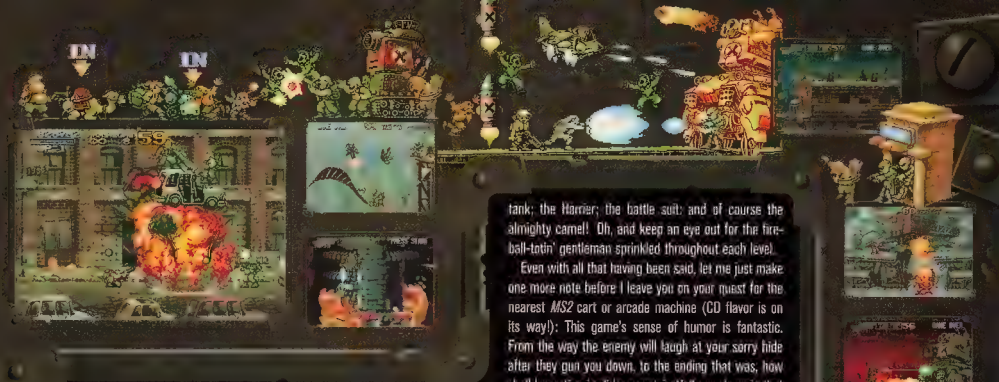 IN
IN
59
tank; the Harrier; the battle suit; and of course the
almighty camel! Oh, and keep an eye out for the fire-
ball-totin' gentleman sprinkled throughout each level.
Even with all that having been said, let me just make
one more note before I leave you on your quest for the
nearest MS2 cart or arcade machine (CD flavor is on
its way!): This game's sense of humor is fantastic.
From the way the enemy will laugh at your sorry hide
after they gun you down, to the ending that was, how
GAME OVER